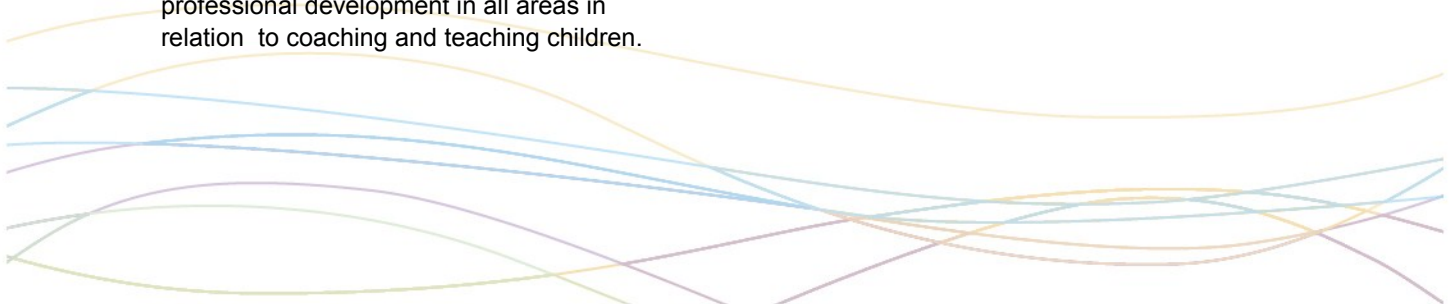 professional development in all areas in
relation  to coaching and teaching children.